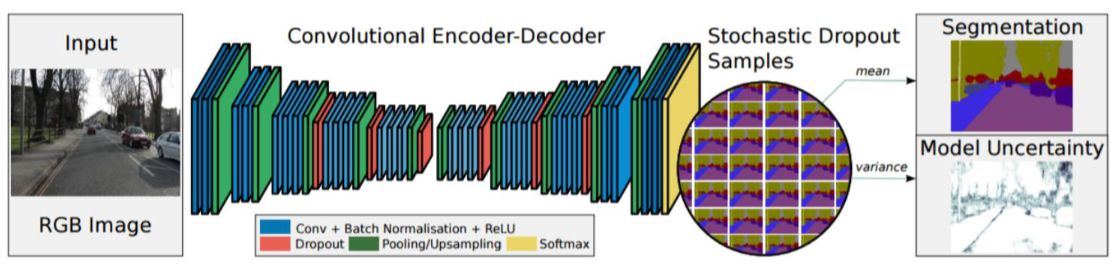 Input
RGB Image
Convolutional Encoder-Decoder
Conv + Batch Normalisation + ReLU
Dropout
Pooling/Upsampling
Softmax
Stochastic Dropout
Samples
mean
variance
Segmentation
Model Uncertainty